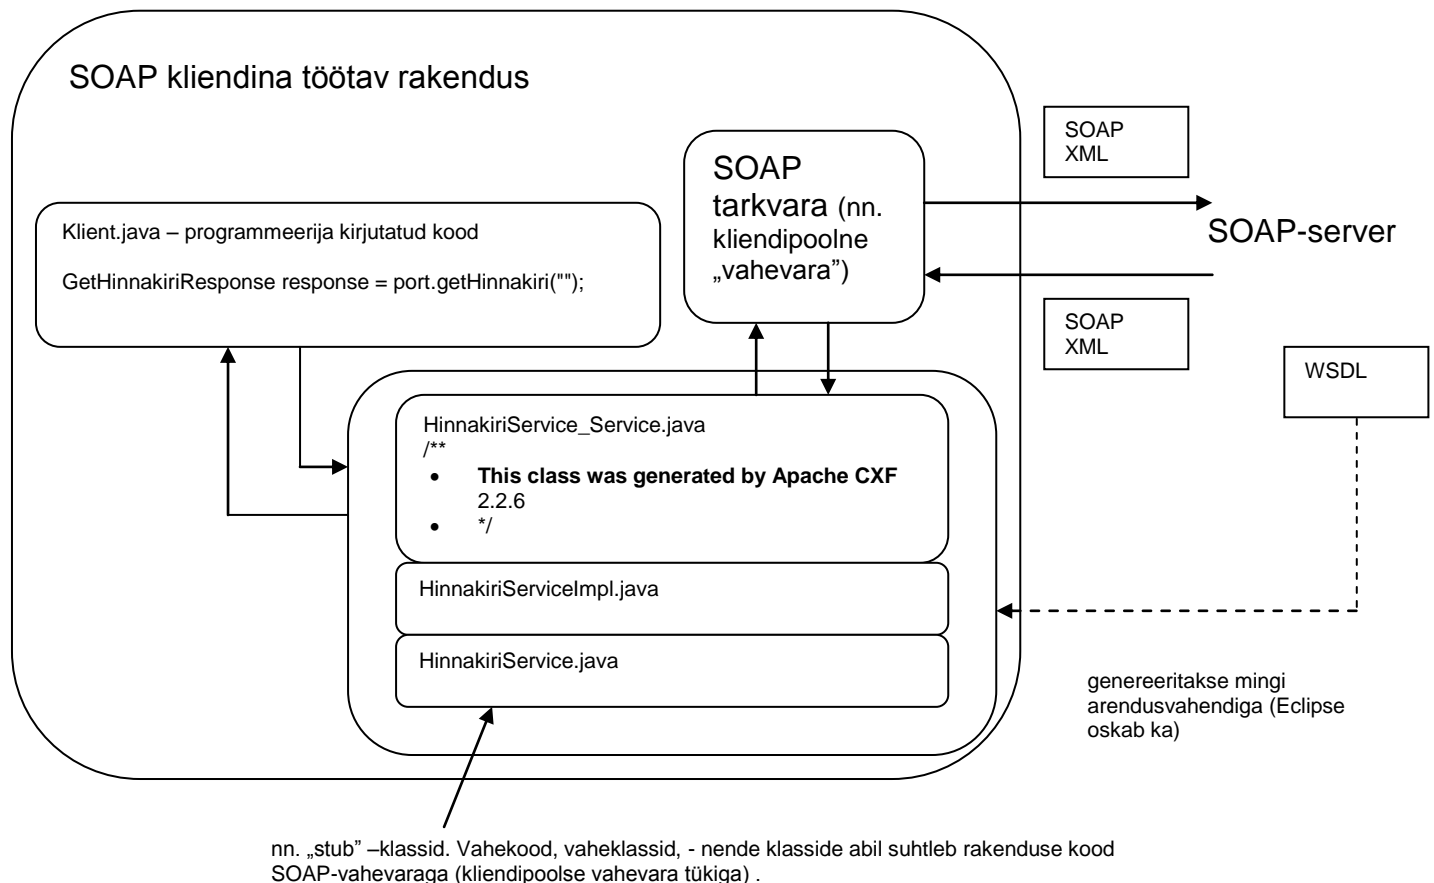 SOAP kliendina töötav rakendus
SOAP
XML
SOAP
tarkvara (nn.
kliendipoolne
„vahevara”)
SOAP-server
Klient.java – programmeerija kirjutatud kood
GetHinnakiriResponse response = port.getHinnakiri("");
SOAP
XML
WSDL
HinnakiriService_Service.java
/**
• This class was generated by Apache CXF
2.2.6
• */
HinnakiriServiceImpl.java
HinnakiriService.java
genereeritakse mingi
arendusvahendiga (Eclipse
oskab ka)
nn. „stub” –klassid. Vahekood, vaheklassid, - nende klasside abil suhtleb rakenduse kood
SOAP-vahevaraga (kliendipoolse vahevara tükiga) .